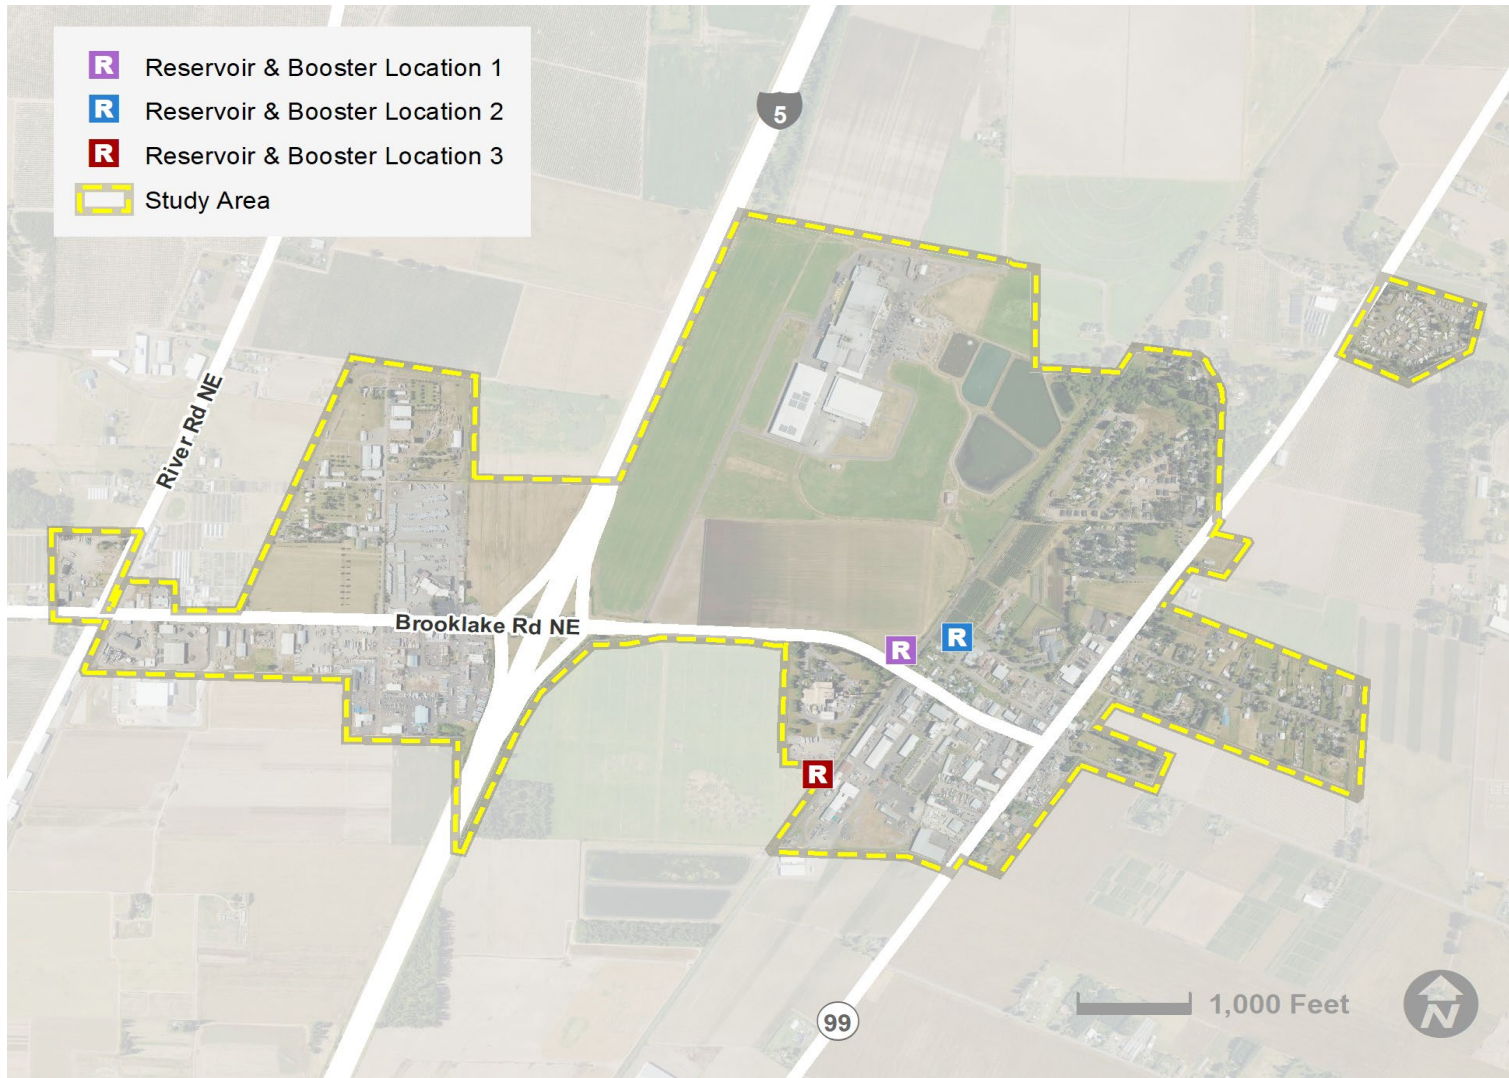 R Reservoir & Booster Location 1
R Reservoir & Booster Location 2
R Reservoir & Booster Location 3
Study Area
5
River Rd NE
Brooklake Rd NE
R
R
R
99
1,000 Feet
N